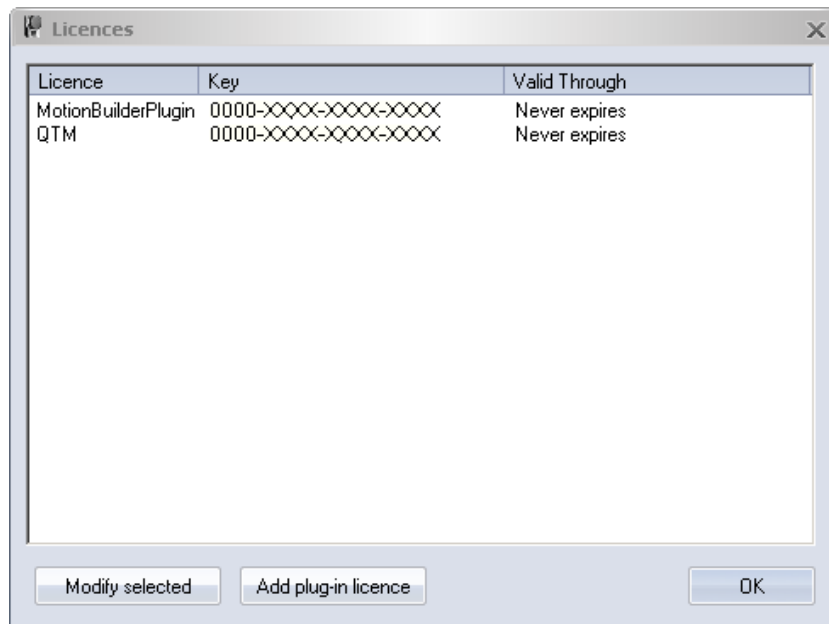 Licences
Licence Key Valid Through
MotionBuilderPlugin 0000-XXXX-XXXX-XXXX Never expires
QTM 0000-XXXX-XXXX-XXXX Never expires
Modify selected Add plug-in licence OK